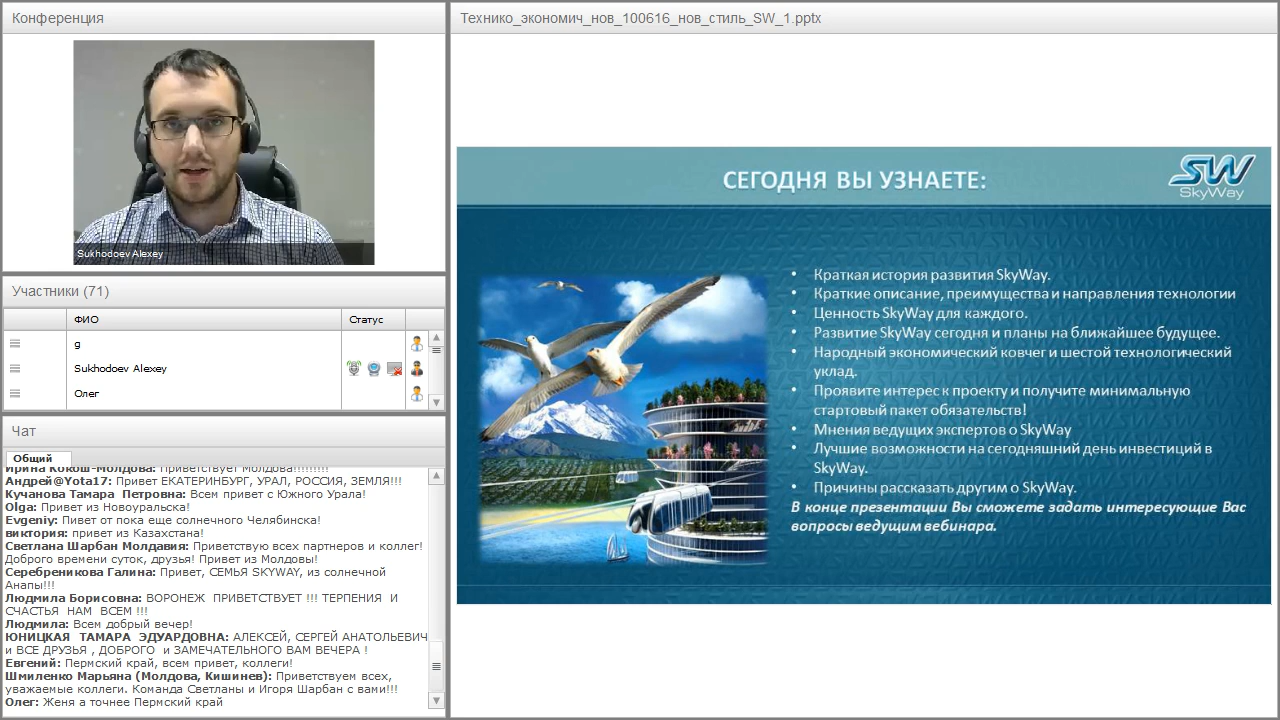 Конференция
Sukhodoev Alexey
Участники (71)
ФИО
Статус
g
Sukhodoev Alexey
Олег
Чат
Общий
Ирина Кокош-Молдова: Приветствует Молдова!!!!!!!!!
Андрей@Yota17: Привет ЕКАТЕРИНБУРГ, УРАЛ, РОССИЯ, ЗЕМЛЯ!!!
Кучанова Тамара Петровна: Всем привет с Южного Урала!
Olga: Привет из Новоуральска!
Evgeniy: Пивет от пока еще солнечного Челябинска!
виктория: привет из Казахстана!
Светлана Шарбан Молдавия: Приветствую всех партнеров и коллег!
Доброго времени суток, друзья! Привет из Молдовы!
Серебреникова Галина: Привет, СЕМЬЯ SKYWAY, из солнечной
Анапы!!!
Людмила Борисовна: ВОРОНЕЖ ПРИВЕТСТВУЕТ !!! ТЕРПЕНИЯ И
СЧАСТЬЯ НАМ ВСЕМ !!!
Людмила: Всем добрый вечер!
ЮНИЦКАЯ ТАМАРА ЭДУАРДОВНА: АЛЕКСЕЙ, СЕРГЕЙ АНАТОЛЬЕВИЧ
и ВСЕ ДРУЗЬЯ , ДОБРОГО и ЗАМЕЧАТЕЛЬНОГО ВАМ ВЕЧЕРА !
Евгений: Пермский край, всем привет, коллеги!
Шмиленко Марьяна (Молдова, Кишинев): Приветствуем всех,
уважаемые коллеги. Команда Светланы и Игоря Шарбан с вами!!!
Олег: Женя а точнее Пермский край
Технико_экономич_нов_100616_нов_стиль_SW_1.pptx
СЕГОДНЯ ВЫ УЗНАЕТЕ:
SW
SkyWay
• Краткая история развития SkyWay.
• Краткие описание, преимущества и направления технологии
• Ценность SkyWay для каждого.
• Развитие SkyWay сегодня и планы на ближайшее будущее.
• Народный экономический ковчег и шестой технологический
уклад.
• Проявите интерес к проекту и получите минимальную
стартовый пакет обязательств!
• Мнения ведущих экспертов о SkyWay
• Лучшие возможности на сегодняшний день инвестиций в
SkyWay.
• Причины рассказать другим о SkyWay.
В конце презентации Вы сможете задать интересующие Вас
вопросы ведущим вебинара.